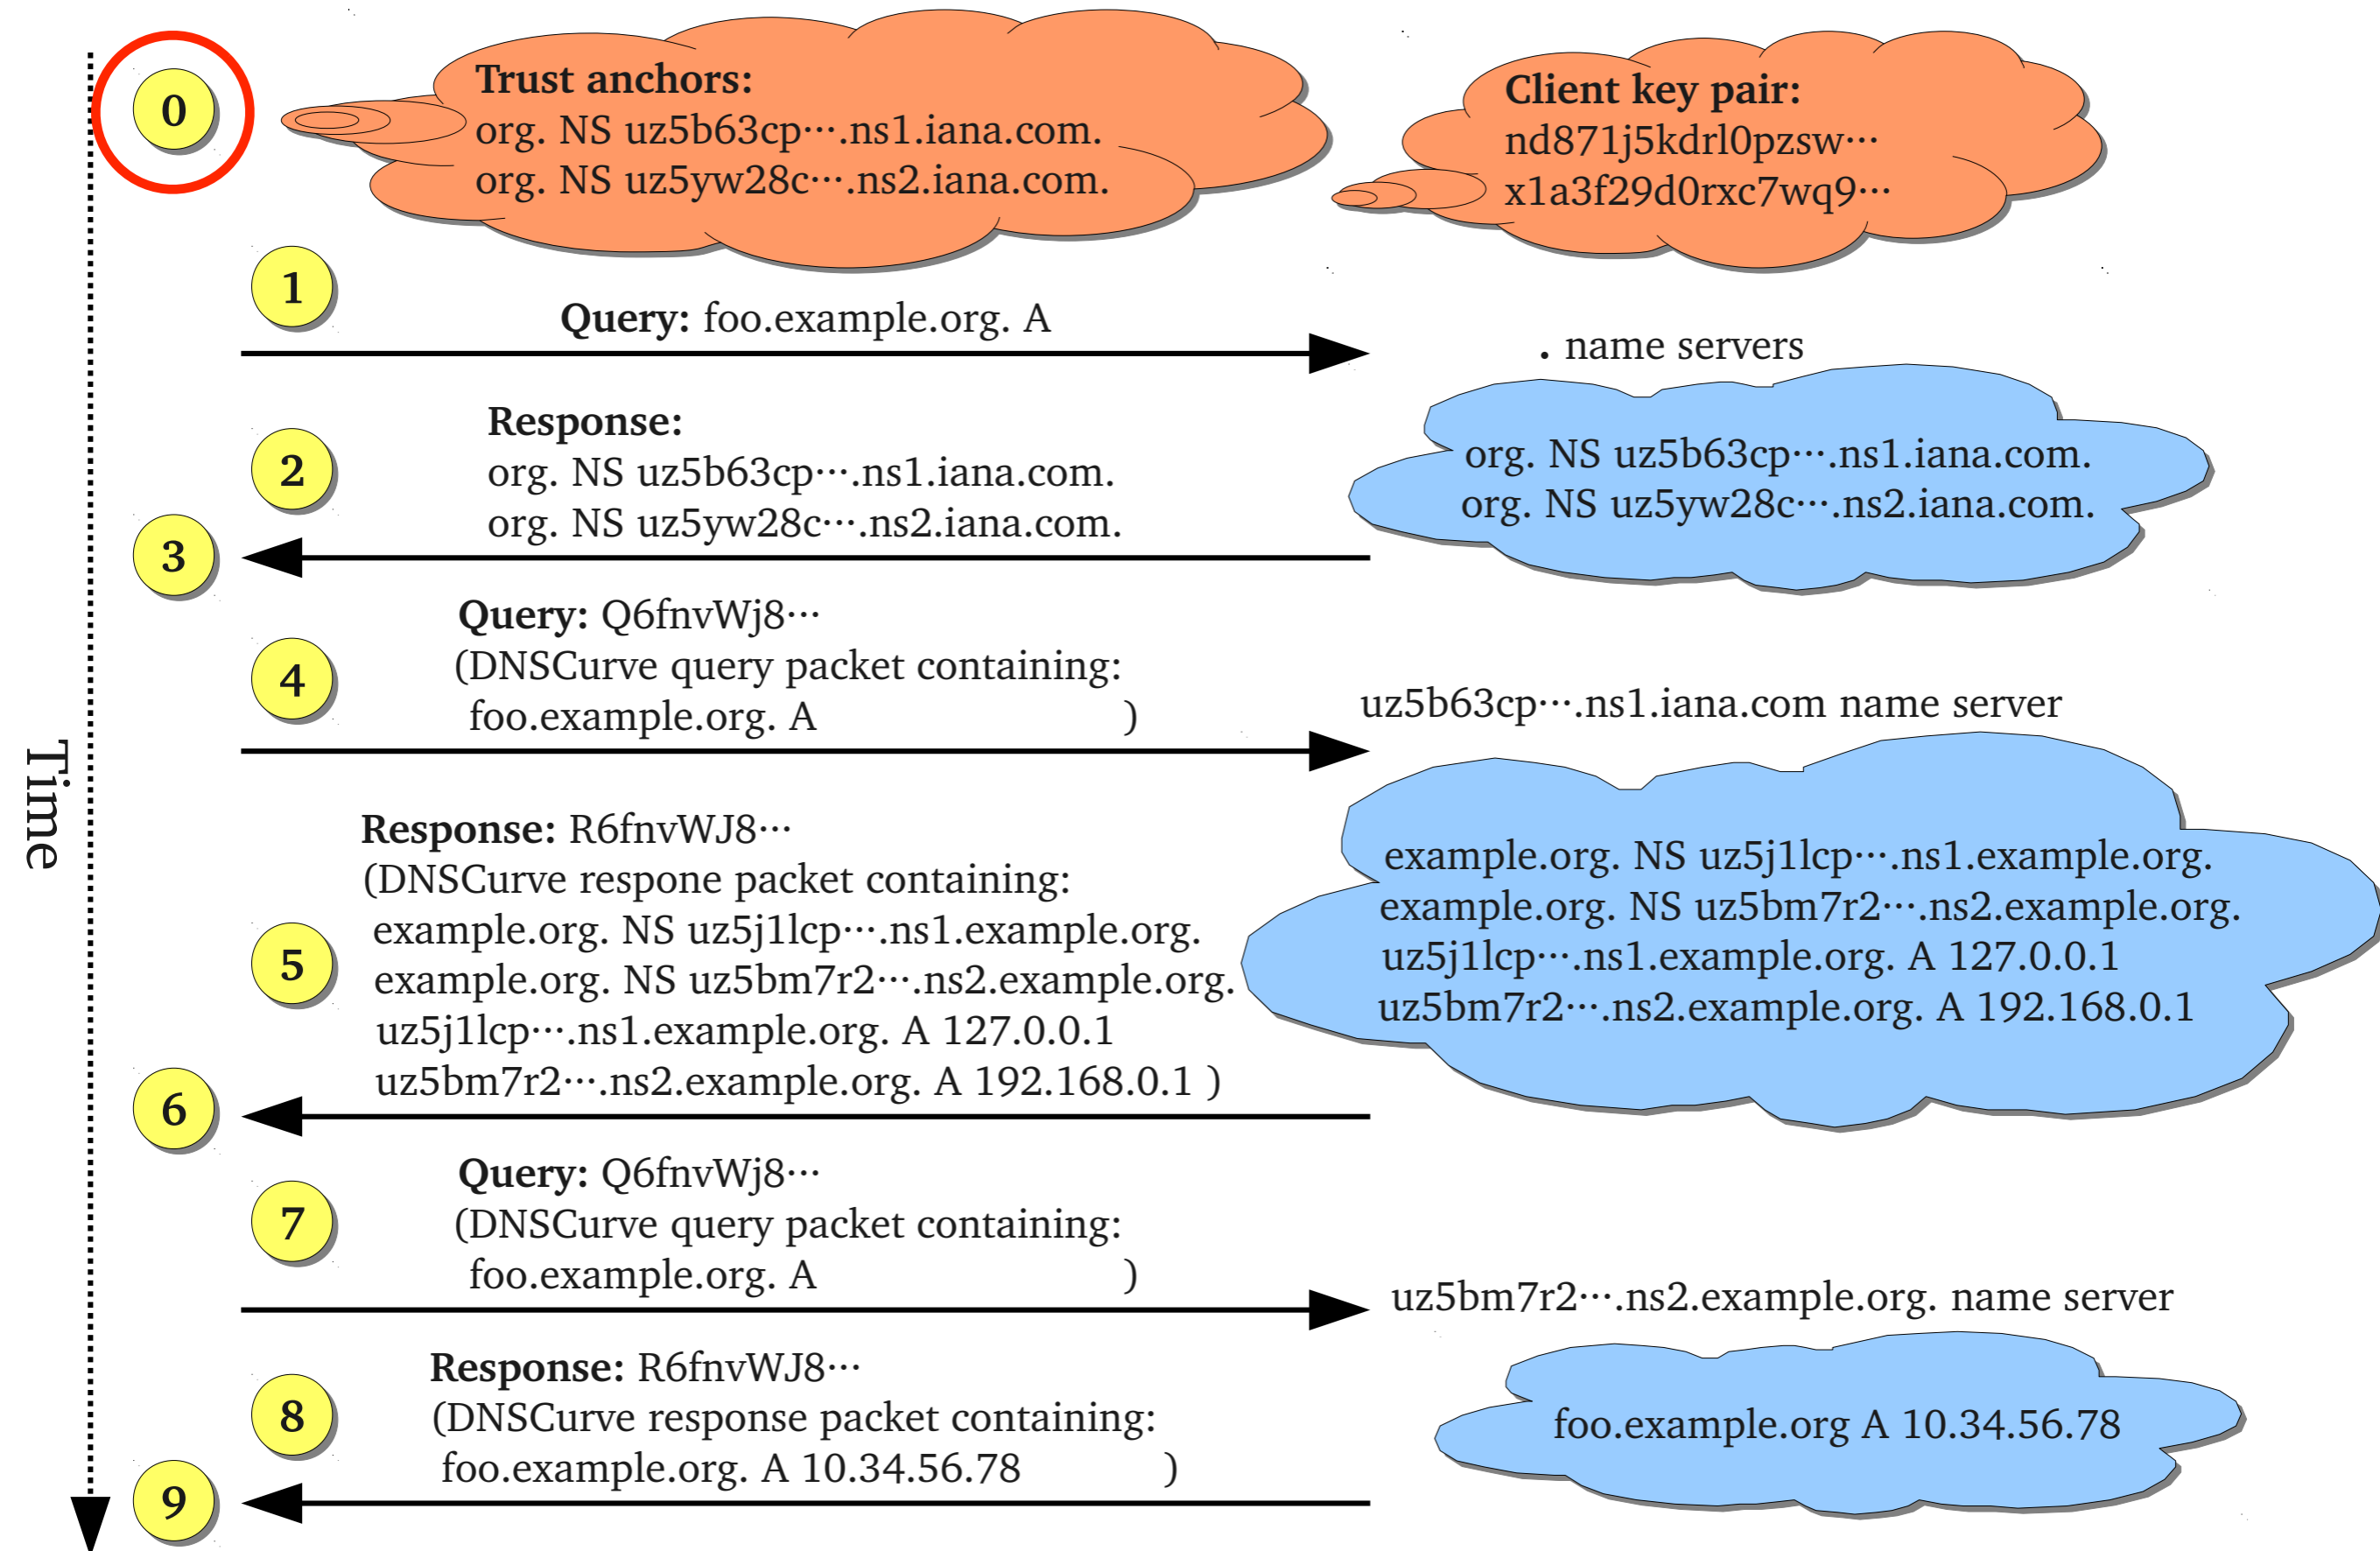 0
Trust anchors:
org. NS uz5b63cp···.ns1.iana.com.
org. NS uz5yw28c···.ns2.iana.com.
Client key pair:
nd871j5kdrl0pzsw···
x1a3f29d0rxc7wq9···
1
Query: foo.example.org. A
. name servers
2
Response:
org. NS uz5b63cp···.ns1.iana.com.
org. NS uz5yw28c···.ns2.iana.com.
org. NS uz5b63cp···.ns1.iana.com.
org. NS uz5yw28c···.ns2.iana.com.
3
4
Query: Q6fnvWj8···
(DNSCurve query packet containing:
foo.example.org. A )
uz5b63cp···.ns1.iana.com name server
Time
5
Response: R6fnvWJ8···
(DNSCurve respone packet containing:
example.org. NS uz5j1lcp···.ns1.example.org.
example.org. NS uz5bm7r2···.ns2.example.org.
uz5j1lcp···.ns1.example.org. A 127.0.0.1
uz5bm7r2···.ns2.example.org. A 192.168.0.1 )
example.org. NS uz5j1lcp···.ns1.example.org.
example.org. NS uz5bm7r2···.ns2.example.org.
uz5j1lcp···.ns1.example.org. A 127.0.0.1
uz5bm7r2···.ns2.example.org. A 192.168.0.1
6
7
Query: Q6fnvWj8···
(DNSCurve query packet containing:
foo.example.org. A )
uz5bm7r2···.ns2.example.org. name server
8
Response: R6fnvWJ8···
(DNSCurve response packet containing:
foo.example.org. A 10.34.56.78 )
foo.example.org A 10.34.56.78
9